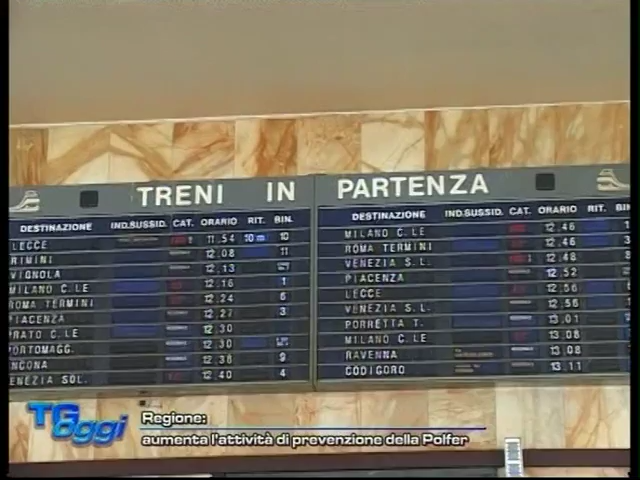 TRENI IN PARTENZA
DESTINAZIONE IND.SUSSID. CAT. ORARIO RIT. BIN.
LECCE 11.54 10 m 10
RIMINI 12.08 11
VIGNOLA 12.13
MILANO C.LE 12.16 1
ROMA TERMINI 12.24 6
PIACENZA 12.27 3
PRATO C.LE 12.30
PORTOMAGG. 12.30
ANCONA 12.38 9
VENEZIA SOL. 12.40 4
DESTINAZIONE IND.SUSSID. CAT. ORARIO RIT. BIN.
MILANO C.LE 12.46
ROMA TERMINI 12.46
VENEZIA S.L. 12.48
PIACENZA 12.52
LECCE 12.56
VENEZIA S.L. 12.56
PORRETTA T. 13.01
MILANO C.LE 13.08
RAVENNA 13.08
CODIGORO 13.11
TG oggi
Regione:
aumenta l'attività di prevenzione della Polfer